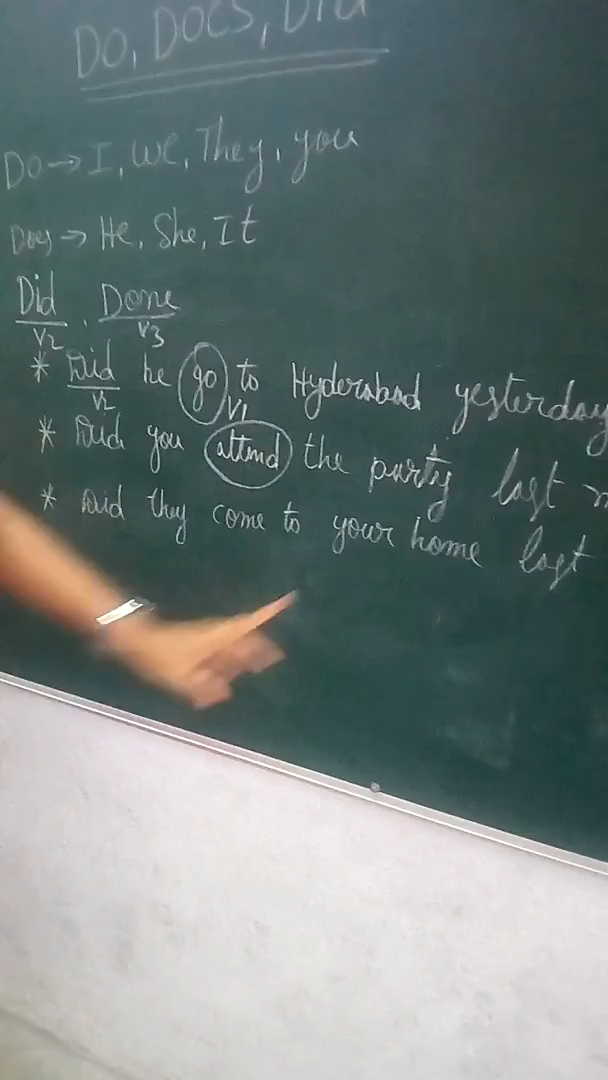 DO, DOES, Did
Do → I, We, They, you
Does → He, She, It
Did , Done
V2 V3
* Did he go to Hyderabad yesterday
V2 V1
* Did you attend the party last
* Did they come to your home last